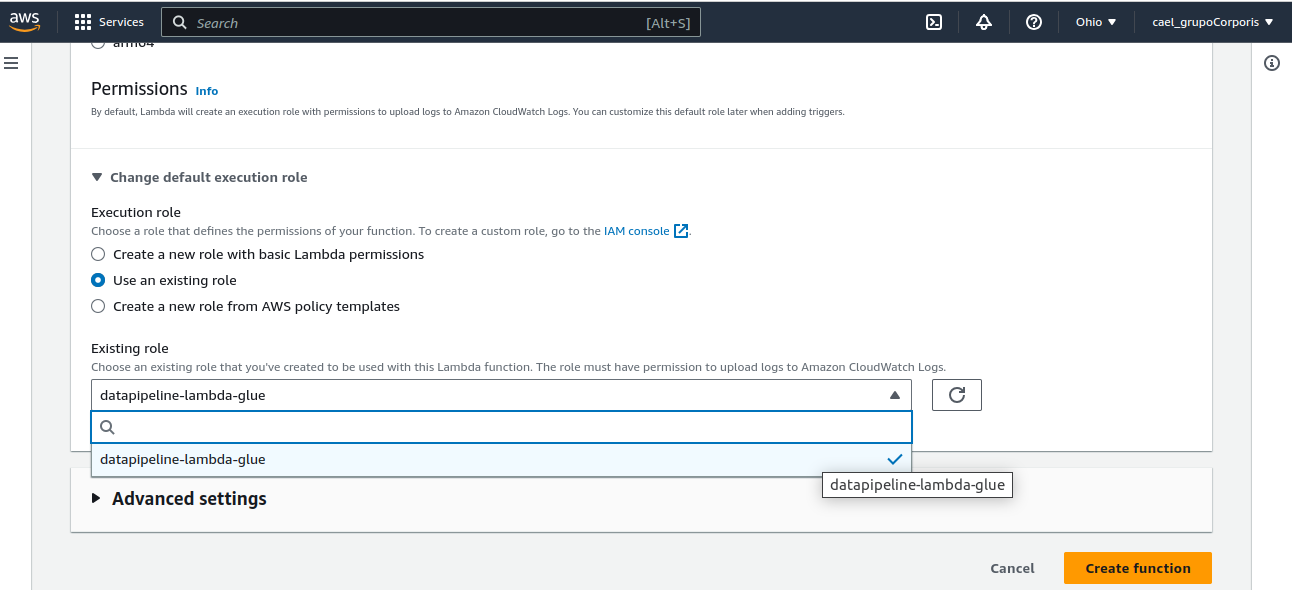 aws Services Search [Alt+S] Ohio cael_grupoCorporis
arm64
Permissions Info
By default, Lambda will create an execution role with permissions to upload logs to Amazon CloudWatch Logs. You can customize this default role later when adding triggers.
Change default execution role
Execution role
Choose a role that defines the permissions of your function. To create a custom role, go to the IAM console.
Create a new role with basic Lambda permissions
Use an existing role
Create a new role from AWS policy templates
Existing role
Choose an existing role that you've created to be used with this Lambda function. The role must have permission to upload logs to Amazon CloudWatch Logs.
datapipeline-lambda-glue
datapipeline-lambda-glue
datapipeline-lambda-glue
Advanced settings
Cancel Create function